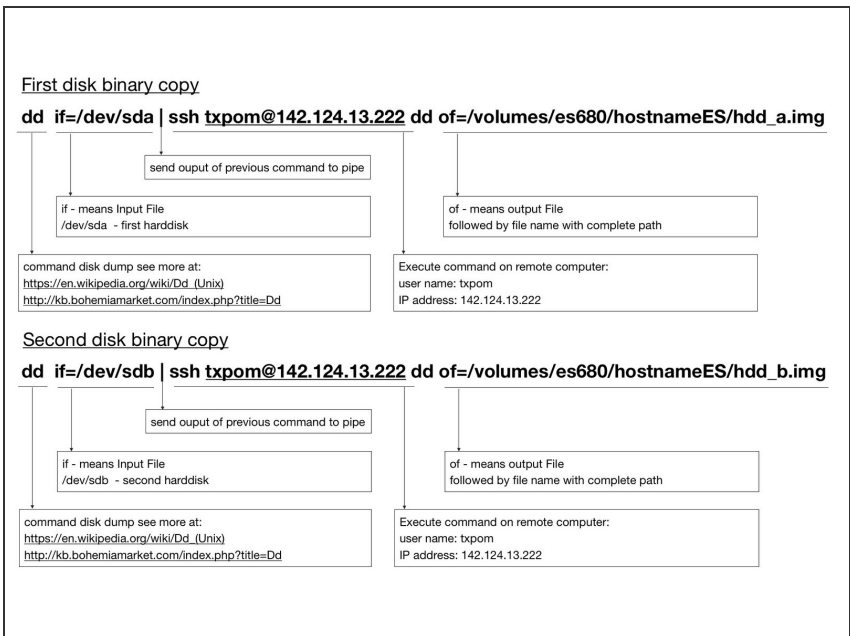 First disk binary copy
dd if=/dev/sda | ssh txpom@142.124.13.222 dd of=/volumes/es680/hostnameES/hdd_a.img
send ouput of previous command to pipe
if - means Input File
/dev/sda - first harddisk
of - means output File
followed by file name with complete path
command disk dump see more at:
https://en.wikipedia.org/wiki/Dd_(Unix)
http://kb.bohemiamarket.com/index.php?title=Dd
Execute command on remote computer:
user name: txpom
IP address: 142.124.13.222
Second disk binary copy
dd if=/dev/sdb | ssh txpom@142.124.13.222 dd of=/volumes/es680/hostnameES/hdd_b.img
send ouput of previous command to pipe
if - means Input File
/dev/sdb - second harddisk
of - means output File
followed by file name with complete path
command disk dump see more at:
https://en.wikipedia.org/wiki/Dd_(Unix)
http://kb.bohemiamarket.com/index.php?title=Dd
Execute command on remote computer:
user name: txpom
IP address: 142.124.13.222